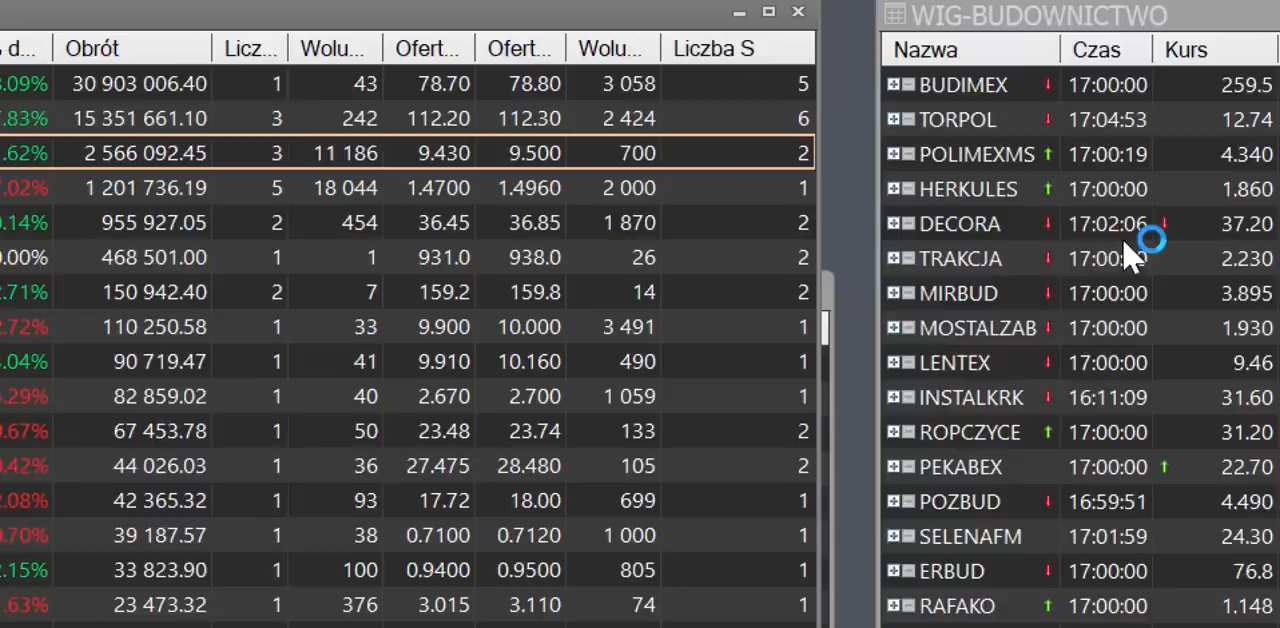 d... Obrót Licz... Wolu... Ofert... Ofert... Wolu... Liczba S
.09% 30 903 006.40 1 43 78.70 78.80 3 058 5
.83% 15 351 661.10 3 242 112.20 112.30 2 424 6
.62% 2 566 092.45 3 11 186 9.430 9.500 700 2
.02% 1 201 736.19 5 18 044 1.4700 1.4960 2 000 1
.14% 955 927.05 2 454 36.45 36.85 1 870 2
.00% 468 501.00 1 1 931.0 938.0 26 2
.71% 150 942.40 2 7 159.2 159.8 14 2
.72% 110 250.58 1 33 9.900 10.000 3 491 1
.04% 90 719.47 1 41 9.910 10.160 490 1
.29% 82 859.02 1 40 2.670 2.700 1 059 1
.67% 67 453.78 1 50 23.48 23.74 133 2
.42% 44 026.03 1 36 27.475 28.480 105 2
.08% 42 365.32 1 93 17.72 18.00 699 1
.70% 39 187.57 1 38 0.7100 0.7120 1 000 1
.15% 33 823.90 1 100 0.9400 0.9500 805 1
.63% 23 473.32 1 376 3.015 3.110 74 1
WIG-BUDOWNICTWO
Nazwa Czas Kurs
BUDIMEX 17:00:00 259.5
TORPOL 17:04:53 12.74
POLIMEXMS 17:00:19 4.340
HERKULES 17:00:00 1.860
DECORA 17:02:06 37.20
TRAKCJA 2.230
MIRBUD 17:00:00 3.895
MOSTALZAB 17:00:00 1.930
LENTEX 17:00:00 9.46
INSTALKRK 16:11:09 31.60
ROPCZYCE 17:00:00 31.20
PEKABEX 17:00:00 22.70
POZBUD 16:59:51 4.490
SELENAFM 17:01:59 24.30
ERBUD 17:00:00 76.8
RAFAKO 17:00:00 1.148